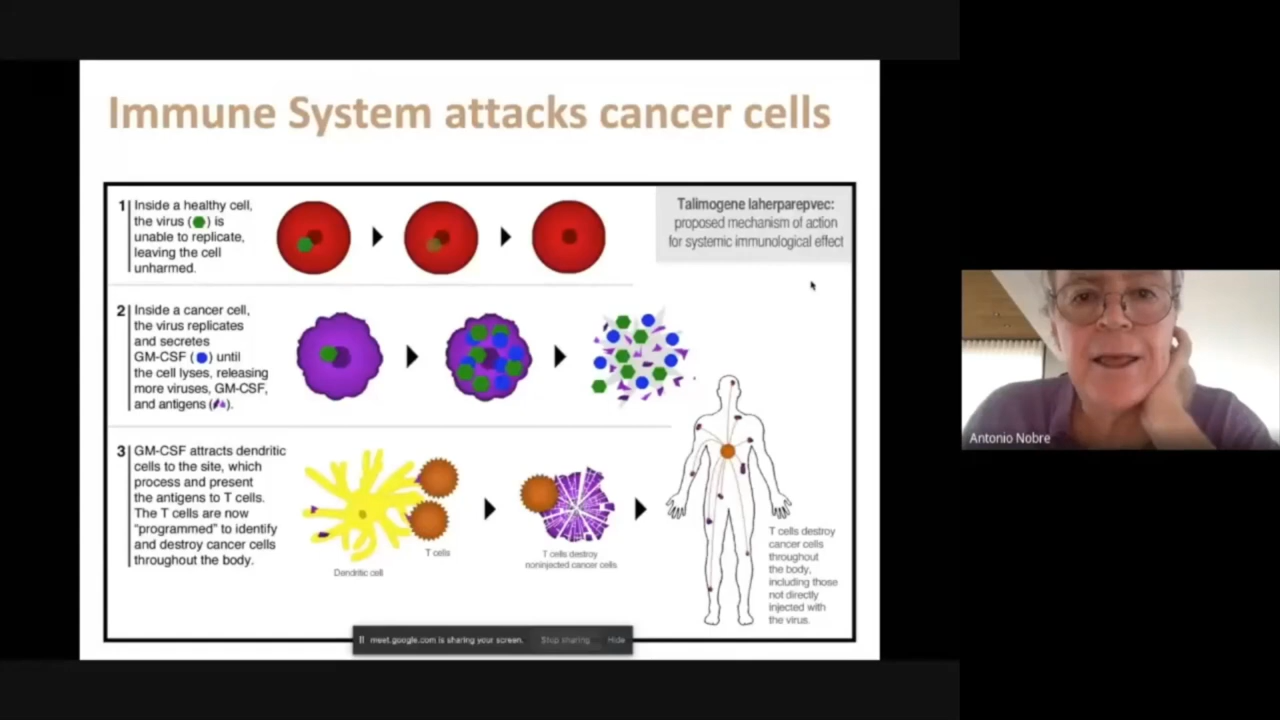 Immune System attacks cancer cells
1 Inside a healthy cell,
the virus ( ) is
unable to replicate,
leaving the cell
unharmed.
Talimogene laherparepvec:
proposed mechanism of action
for systemic immunological effect
2 Inside a cancer cell,
the virus replicates
and secretes
GM-CSF ( ) until
the cell lyses, releasing
more viruses, GM-CSF,
and antigens ( ).
3 GM-CSF attracts dendritic
cells to the site, which
process and present
the antigens to T cells.
The T cells are now
"programmed" to identify
and destroy cancer cells
throughout the body.
Dendritic cell
T cells
T cells destroy
noninjected cancer cells
T cells destroy
cancer cells
throughout
the body,
including those
not directly
injected with
the virus.
meet.google.com is sharing your screen. Stop sharing Hide
Antonio Nobre